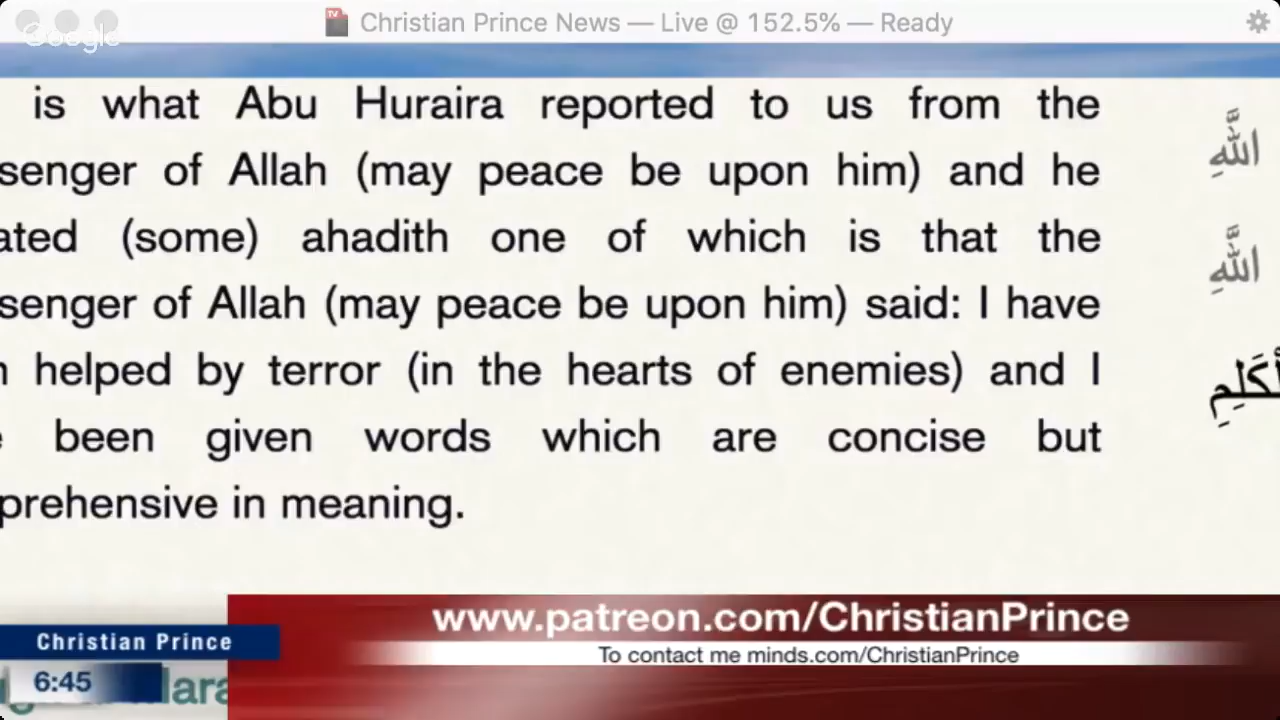 Google
Christian Prince News — Live @ 152.5% — Ready
is what Abu Huraira reported to us from the
senger of Allah (may peace be upon him) and he
ated (some) ahadith one of which is that the
senger of Allah (may peace be upon him) said: I have
helped by terror (in the hearts of enemies) and I
been given words which are concise but
prehensive in meaning.
اللَّهِ
اللَّهِ
www.patreon.com/ChristianPrince
To contact me minds.com/ChristianPrince
Christian Prince
6:45